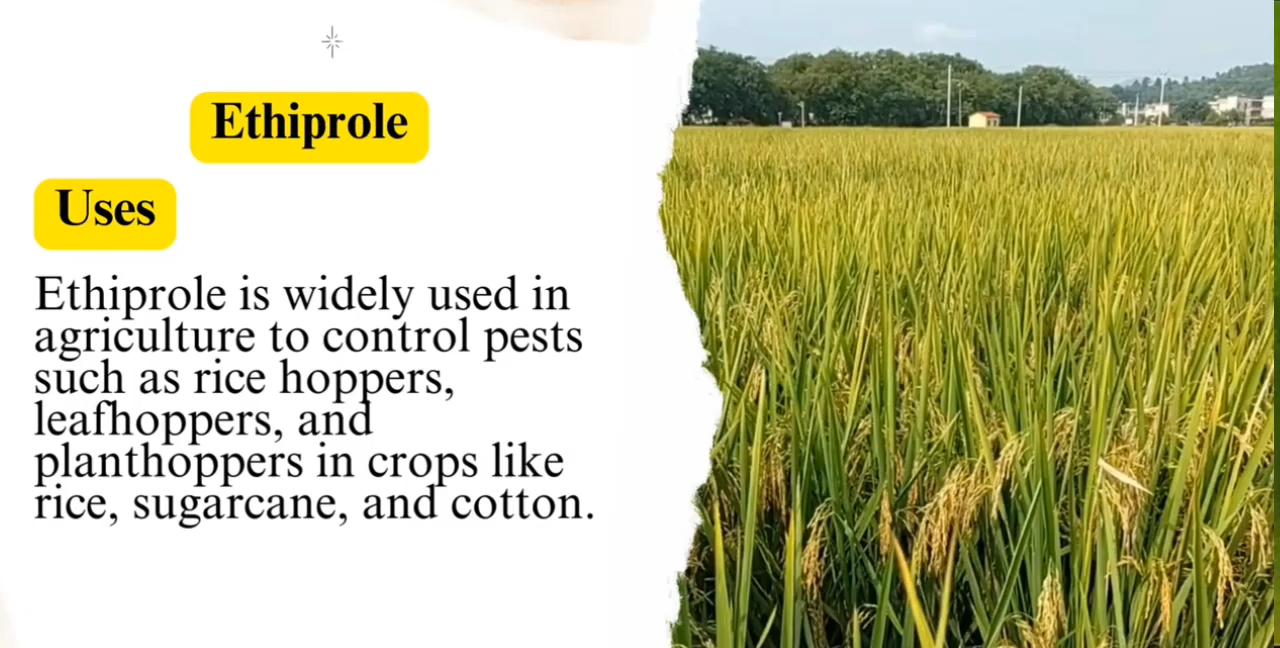 Ethiprole
Uses
Ethiprole is widely used in
agriculture to control pests
such as rice hoppers,
leafhoppers, and
planthoppers in crops like
rice, sugarcane, and cotton.